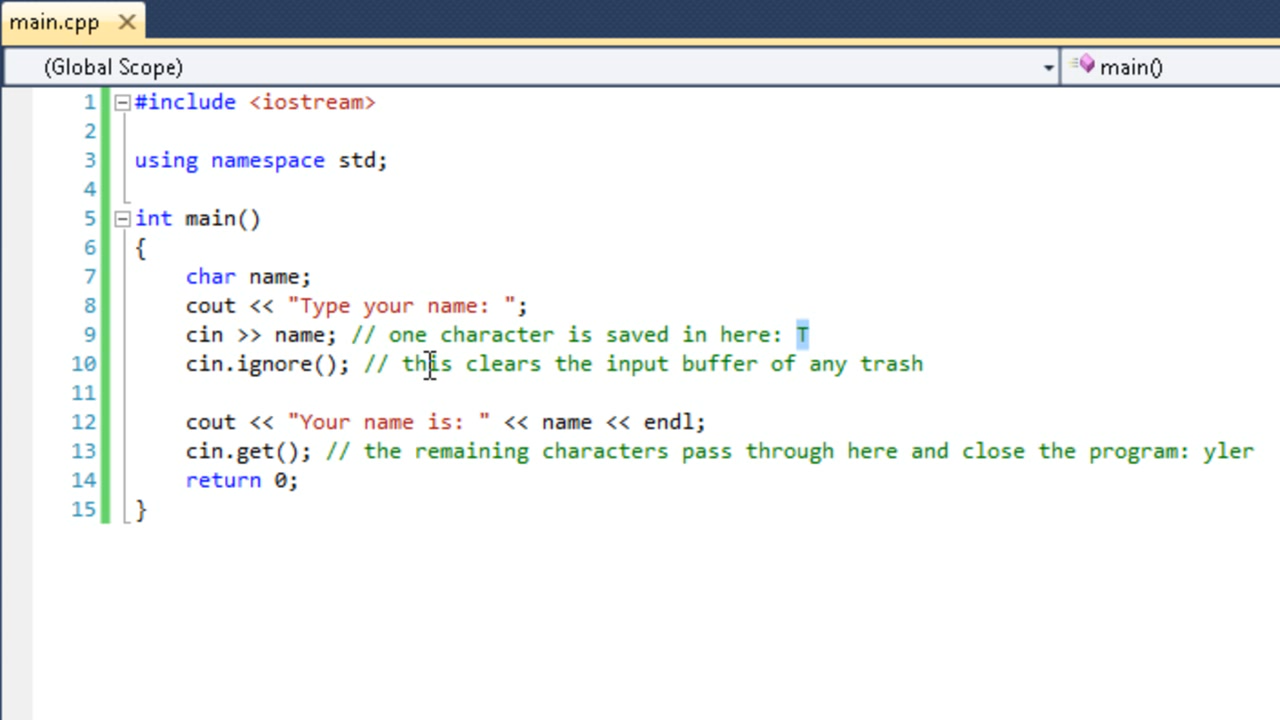 main.cpp ✕
(Global Scope) main()
1 #include <iostream>
2
3 using namespace std;
4
5 int main()
6 {
7     char name;
8     cout << "Type your name: ";
9     cin >> name; // one character is saved in here: T
10     cin.ignore(); // this clears the input buffer of any trash
11
12     cout << "Your name is: " << name << endl;
13     cin.get(); // the remaining characters pass through here and close the program: yler
14     return 0;
15 }